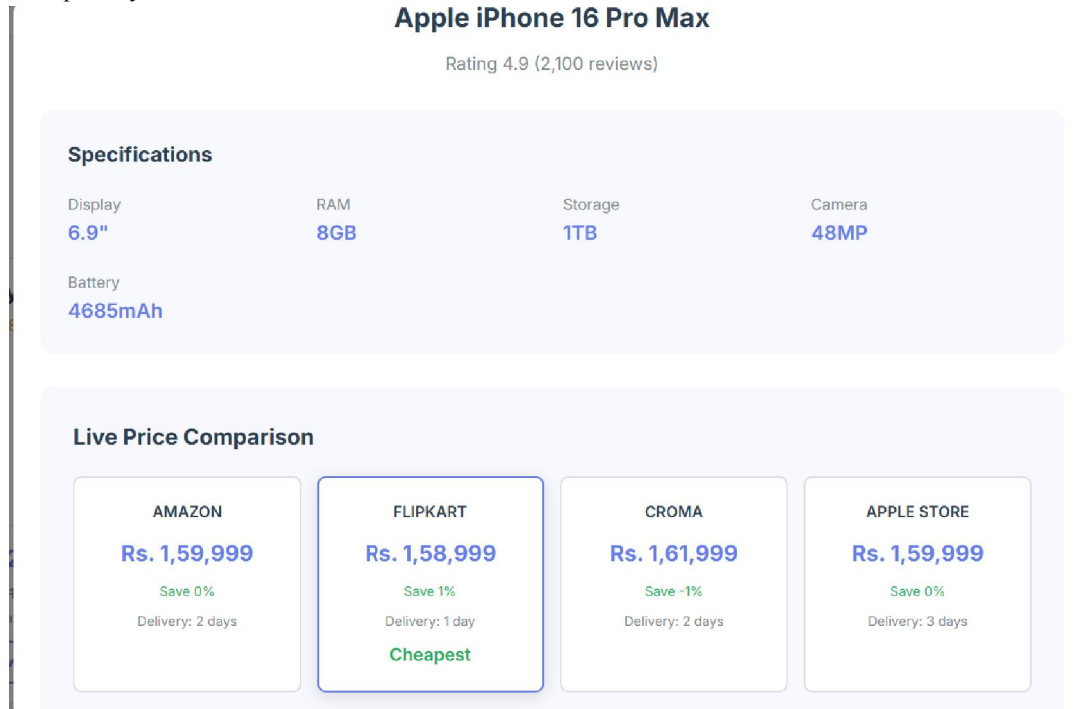 Apple iPhone 16 Pro Max
Rating 4.9 (2,100 reviews)
Specifications
Display RAM Storage Camera
6.9" 8GB 1TB 48MP
Battery
4685mAh
Live Price Comparison
AMAZON FLIPKART CROMA APPLE STORE
Rs. 1,59,999 Rs. 1,58,999 Rs. 1,61,999 Rs. 1,59,999
Save 0% Save 1% Save -1% Save 0%
Delivery: 2 days Delivery: 1 day Delivery: 2 days Delivery: 3 days
Cheapest